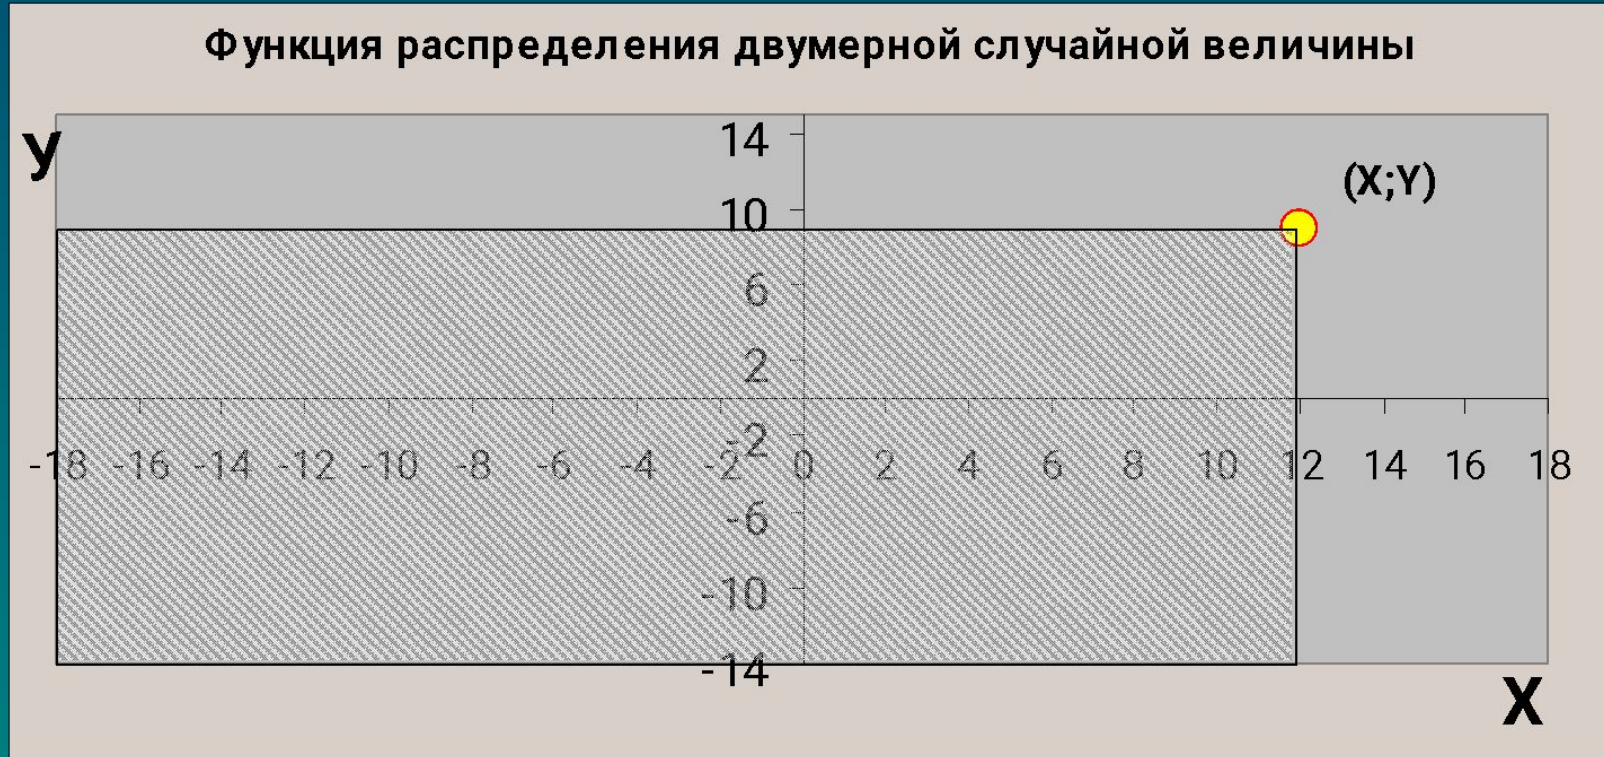 Функция распределения двумерной случайной величины
У
14
(X;Y)
10
6
2
-2
-18 -16 -14 -12 -10 -8 -6 -4 -2 0 2 4 6 8 10 12 14 16 18
-6
-10
-14
Х